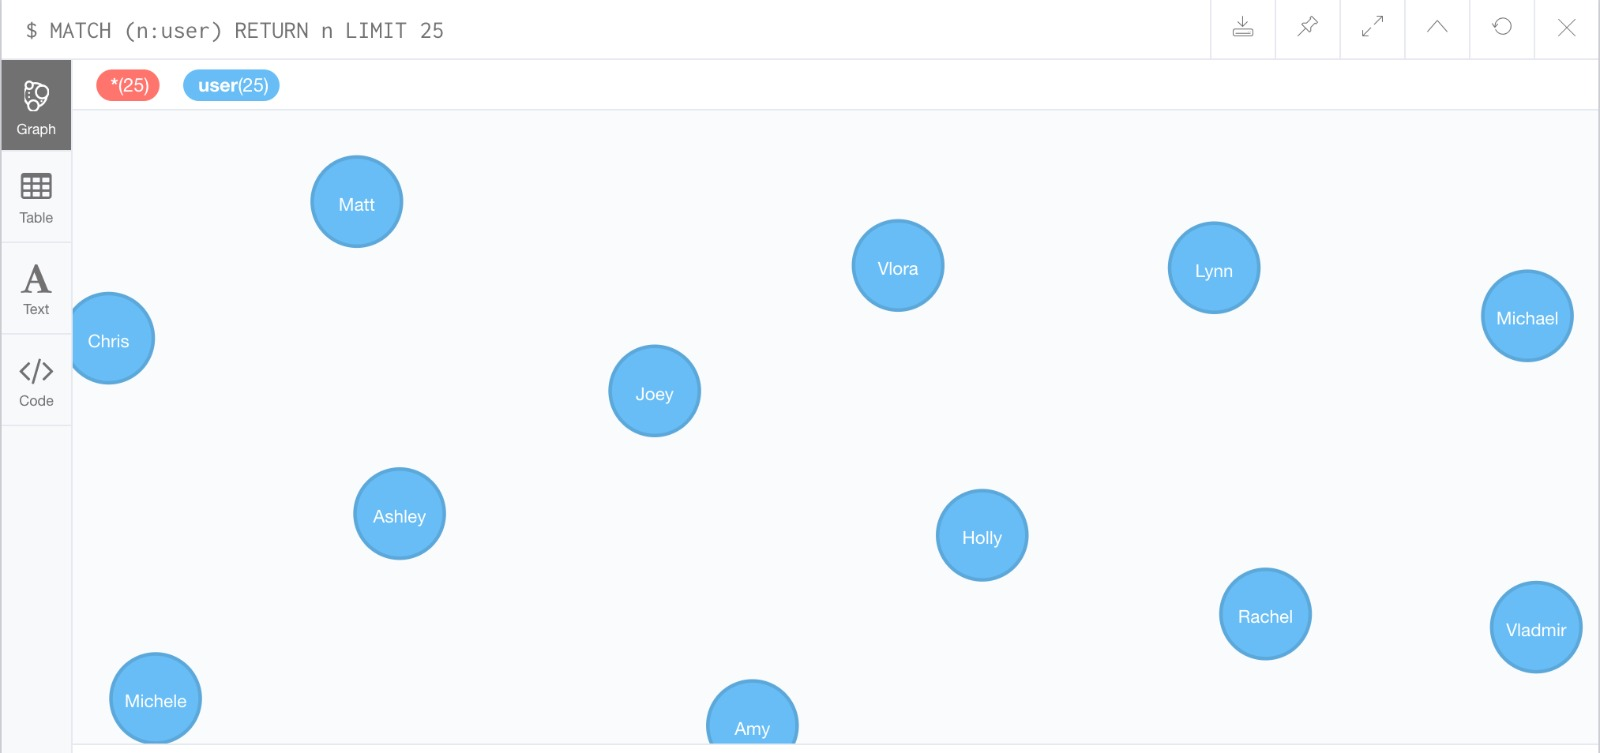 $ MATCH (n:user) RETURN n LIMIT 25
*(25) user(25)
Graph
Table
Text
Code
Matt
Vlora
Lynn
Michael
Chris
Joey
Ashley
Holly
Rachel
Vladmir
Michele
Amy